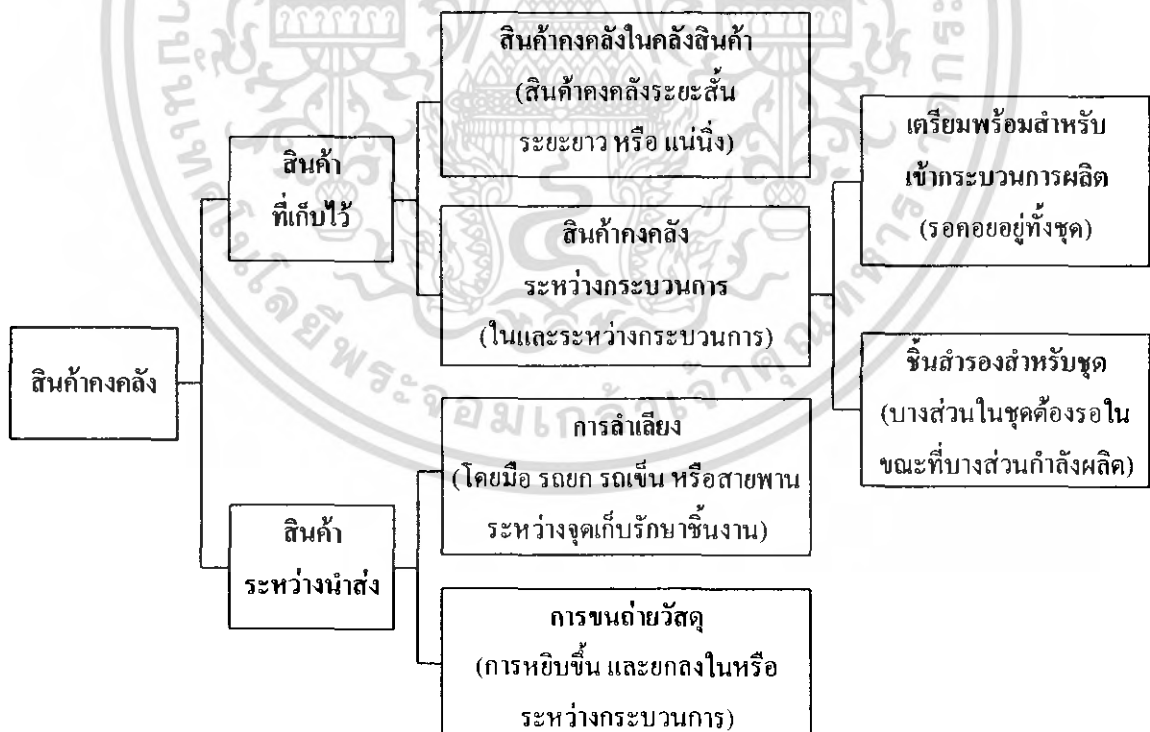 สินค้าคงคลัง
สินค้า
ที่เก็บไว้
สินค้าคงคลังในคลังสินค้า
(สินค้าคงคลังระยะสั้น
ระยะยาว หรือ แน่นิ่ง)
สินค้าคงคลัง
ระหว่างกระบวนการ
(ในและระหว่างกระบวนการ)
เตรียมพร้อมสำหรับ
เข้ากระบวนการผลิต
(รอคอยอยู่ทั้งชุด)
ชิ้นสำรองสำหรับชุด
(บางส่วนในชุดต้องรอใน
ขณะที่บางส่วนกำลังผลิต)
สินค้า
ระหว่างนำส่ง
การลำเลียง
(โดยมือ รถยก รถเข็น หรือสายพาน
ระหว่างจุดเก็บรักษาชิ้นงาน)
การขนถ่ายวัสดุ
(การหยิบขึ้น และยกลงในหรือ
ระหว่างกระบวนการ)